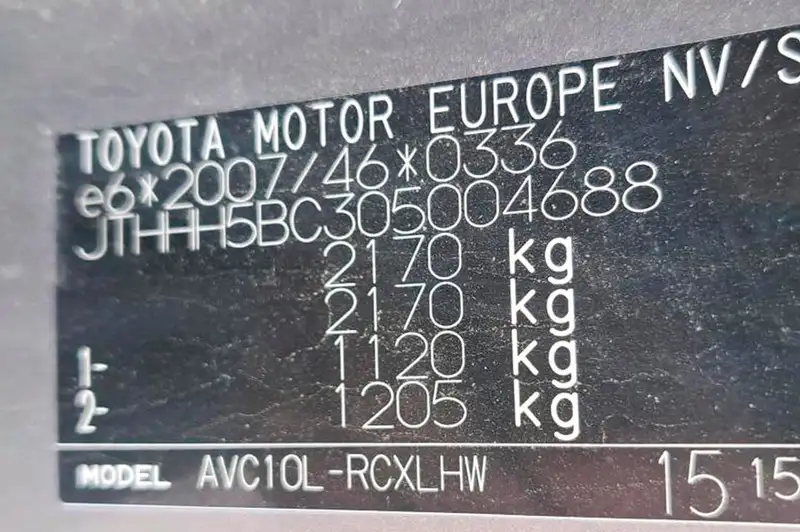 TOYOTA MOTOR EUROPE NV/S
e6*2007/46*0336
JTHHH5BC305004688
2170 kg
2170 kg
1- 1120 kg
2- 1205 kg
MODEL AVC10L-RCXLHW 15 15